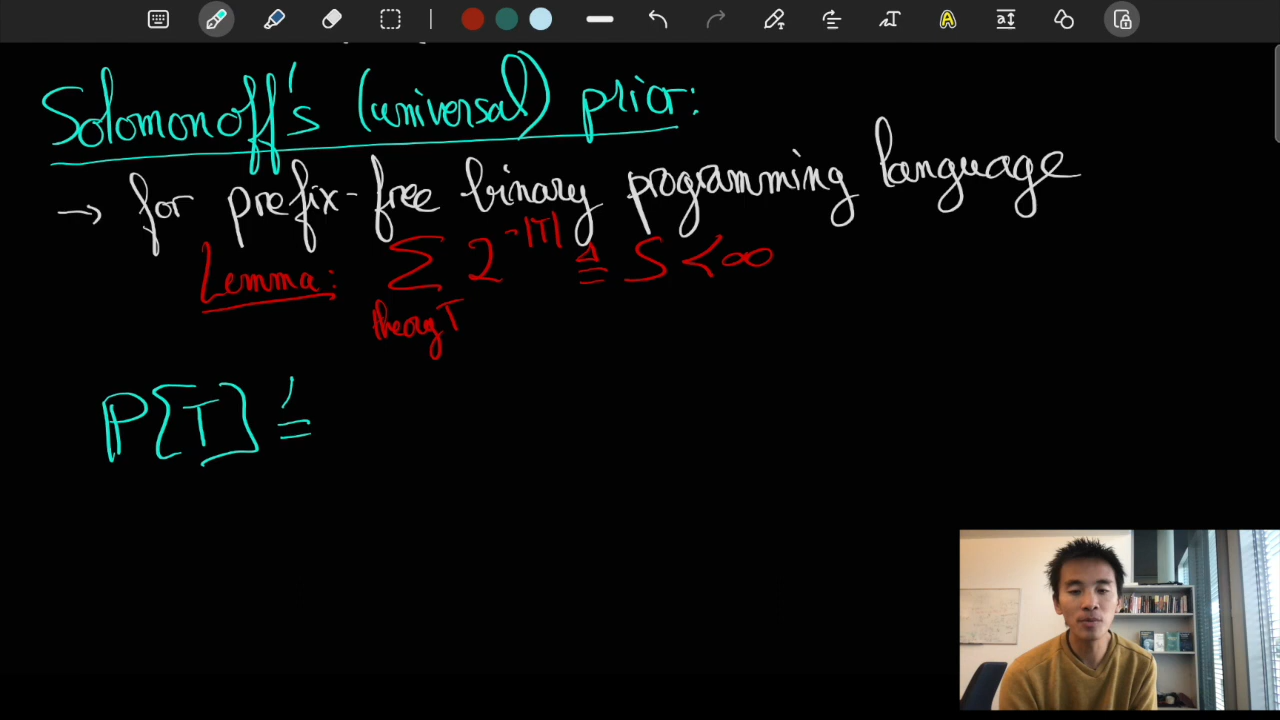 Solomonoff's (universal) prior:
→ for prefix-free binary programming language
Lemma: ∑ 2^-|T| ≜ S < ∞
theory T
P[T] ≜